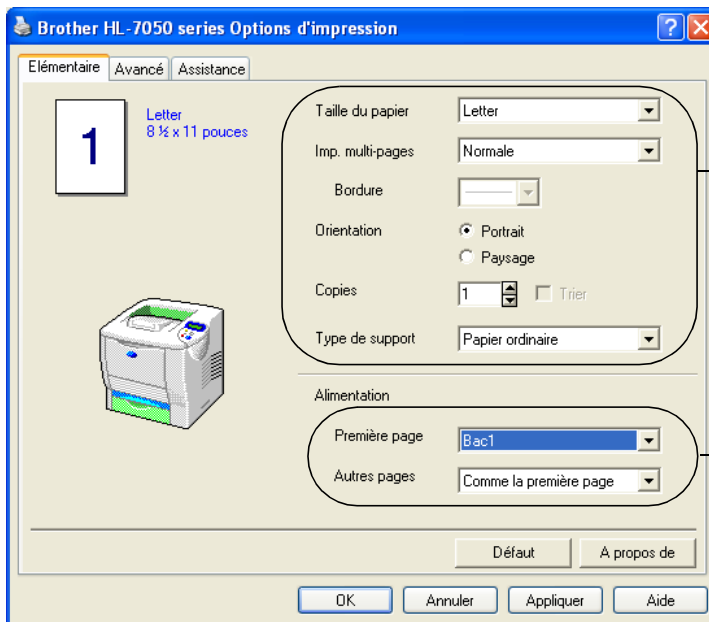 Brother HL-7050 series Options d'impression
Elémentaire Avancé Assistance
1
Letter
8 ½ x 11 pouces
Taille du papier Letter
Imp. multi-pages Normale
Bordure
Orientation Portrait
Paysage
Copies 1 Trier
Type de support Papier ordinaire
Alimentation
Première page Bac1
Autres pages Comme la première page
Défaut A propos de
OK Annuler Appliquer Aide